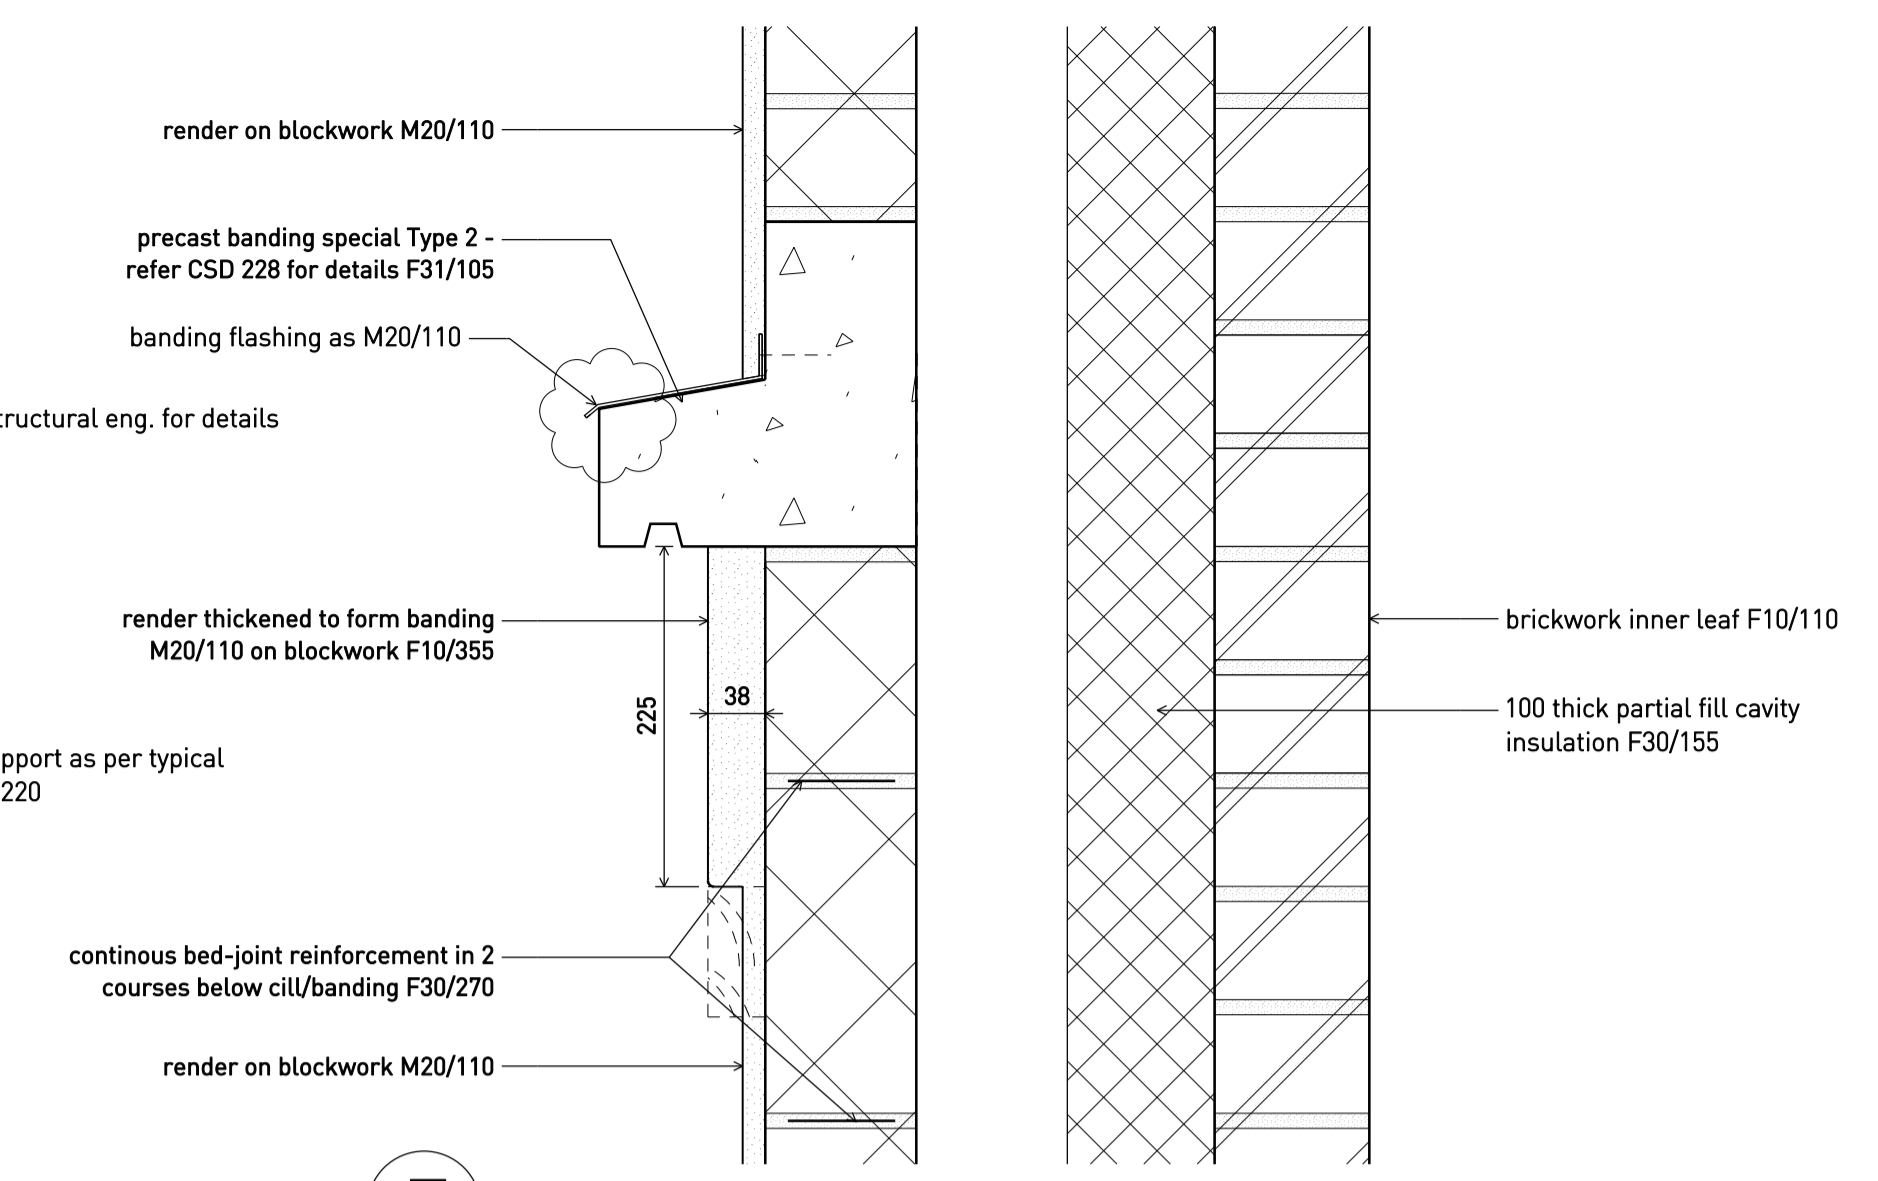 render on blockwork M20/110
precast banding special Type 2 -
refer CSD 228 for details F31/105
banding flashing as M20/110
eng. for details
render thickened to form banding
M20/110 on blockwork F10/355
38
225
brickwork inner leaf F10/110
100 thick partial fill cavity
insulation F30/155
as per typical
220
continous bed-joint reinforcement in 2
courses below cill/banding F30/270
render on blockwork M20/110